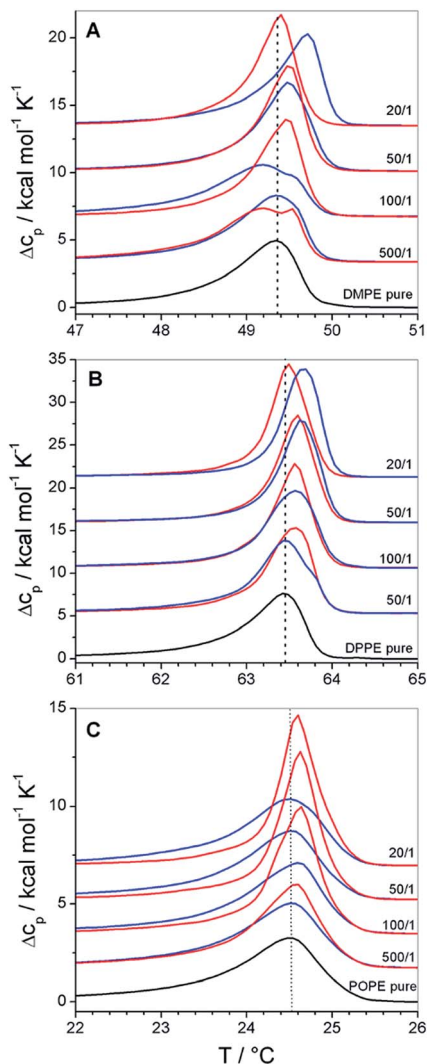 A
Δcp / kcal mol-1 K-1
20
15
10
5
0
20/1
50/1
100/1
500/1
DMPE pure
47 48 49 50 51
B
Δcp / kcal mol-1 K-1
35
30
25
20
15
10
5
0
20/1
50/1
100/1
50/1
DPPE pure
61 62 63 64 65
C
Δcp / kcal mol-1 K-1
15
10
5
0
20/1
50/1
100/1
500/1
POPE pure
22 23 24 25 26
T / °C